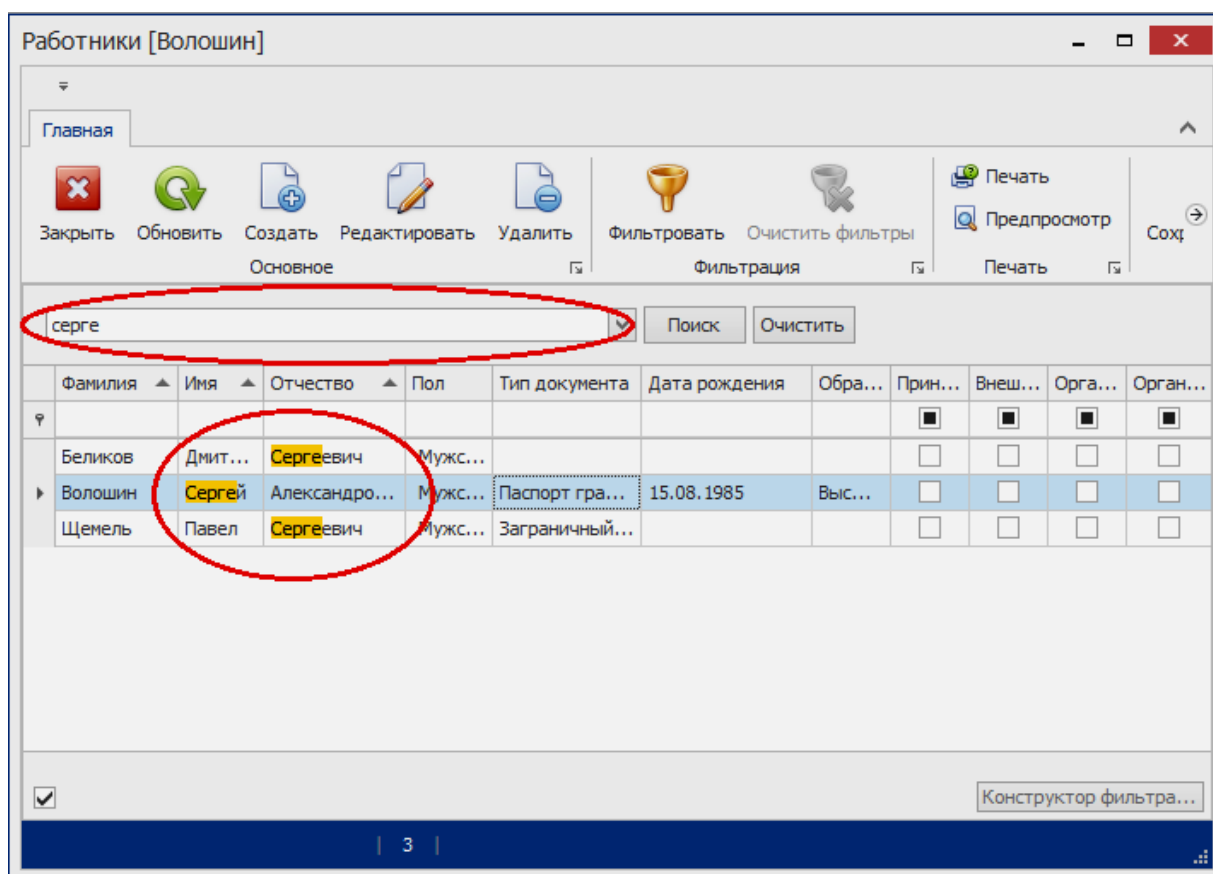 Работники [Волошин]
Главная
Закрыть Обновить Создать Редактировать Удалить Фильтровать Очистить фильтры Печать
Предпросмотр
Сох
Основное Фильтрация Печать
серге Поиск Очистить
Фамилия Имя Отчество Пол Тип документа Дата рождения Обра... Прин... Внеш... Орга... Орган...
Беликов Дмит... Сергеевич Мужс...
Волошин Сергей Александро... Мужс... Паспорт гра... 15.08.1985 Выс...
Щемель Павел Сергеевич Мужс... Заграничный...
Конструктор фильтра...
3